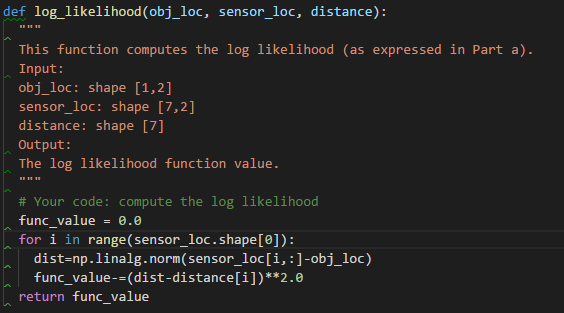 def log_likelihood(obj_loc, sensor_loc, distance):
"""
This function computes the log likelihood (as expressed in Part a).
Input:
obj_loc: shape [1,2]
sensor_loc: shape [7,2]
distance: shape [7]
Output:
The log likelihood function value.
"""
# Your code: compute the log likelihood
func_value = 0.0
for i in range(sensor_loc.shape[0]):
dist=np.linalg.norm(sensor_loc[i,:]-obj_loc)
func_value-=(dist-distance[i])**2.0
return func_value